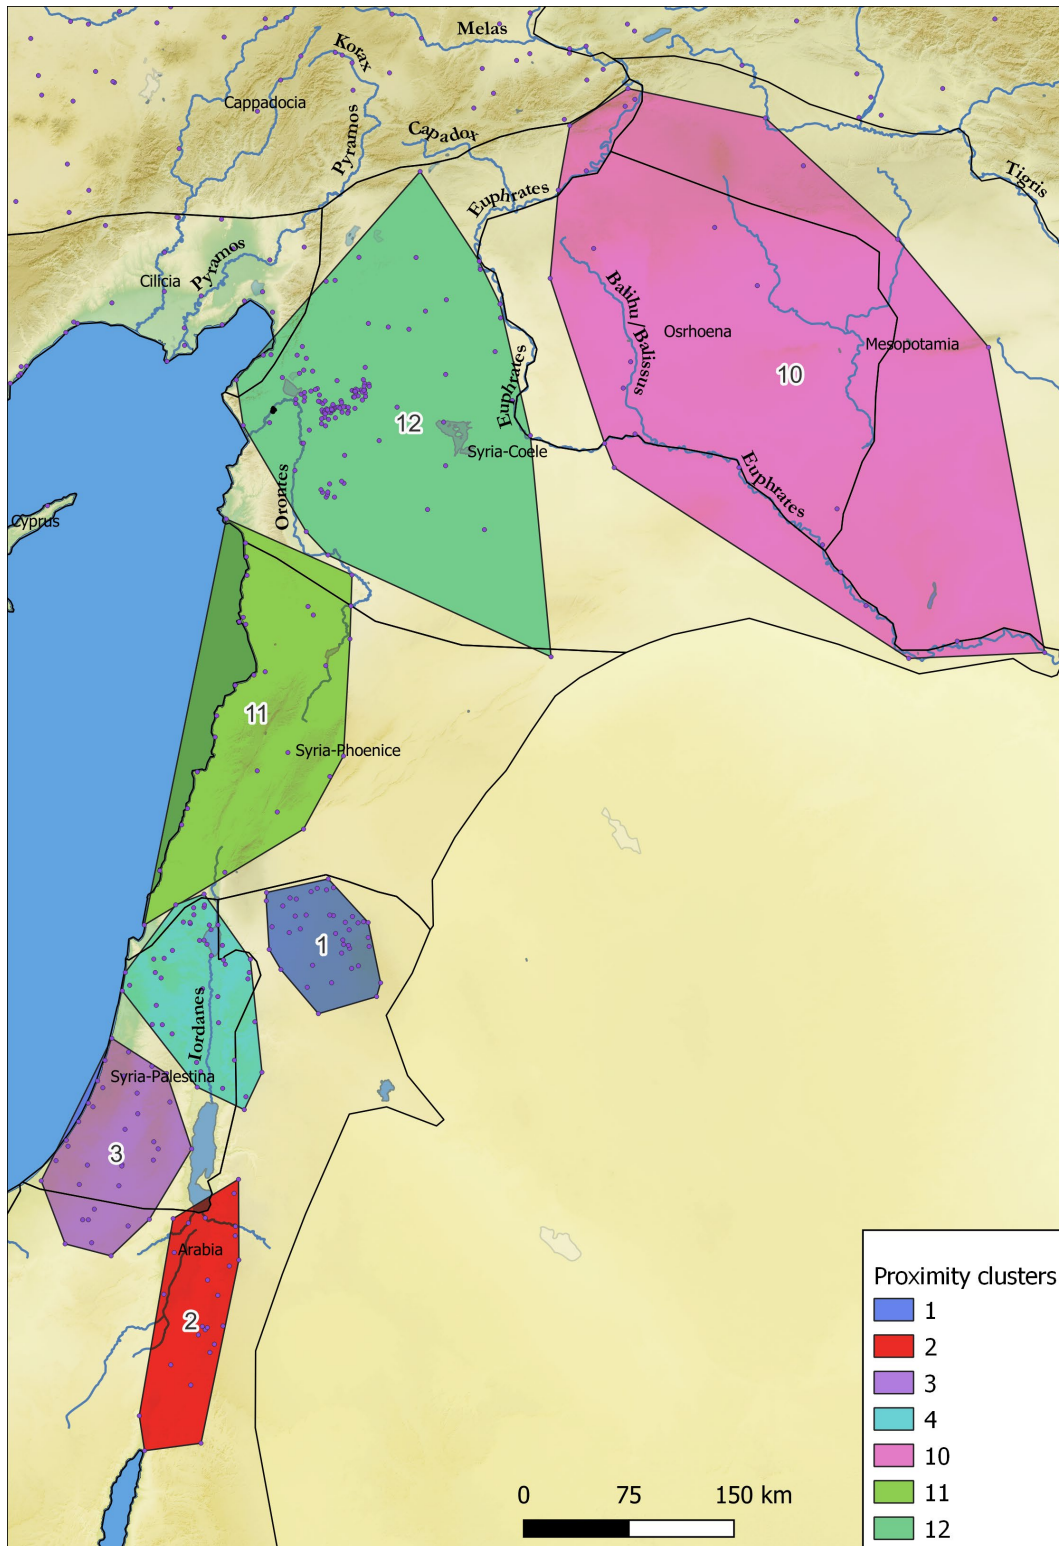 Melas
Korax
Cappadocia
Pyramos
Capador
Euphrates
Tigris
Pyramos
Cilicia
Balihu/Balissus
Osrhoena
Mesopotamia
10
Euphrates
12
Syria-Coele
Orontes
Euphrates
Cyprus
11
Syria-Phoenice
1
Iordanes
Syria-Palestina
3
Arabia
2
Proximity clusters
1
2
3
4
10
11
12
0 75 150 km